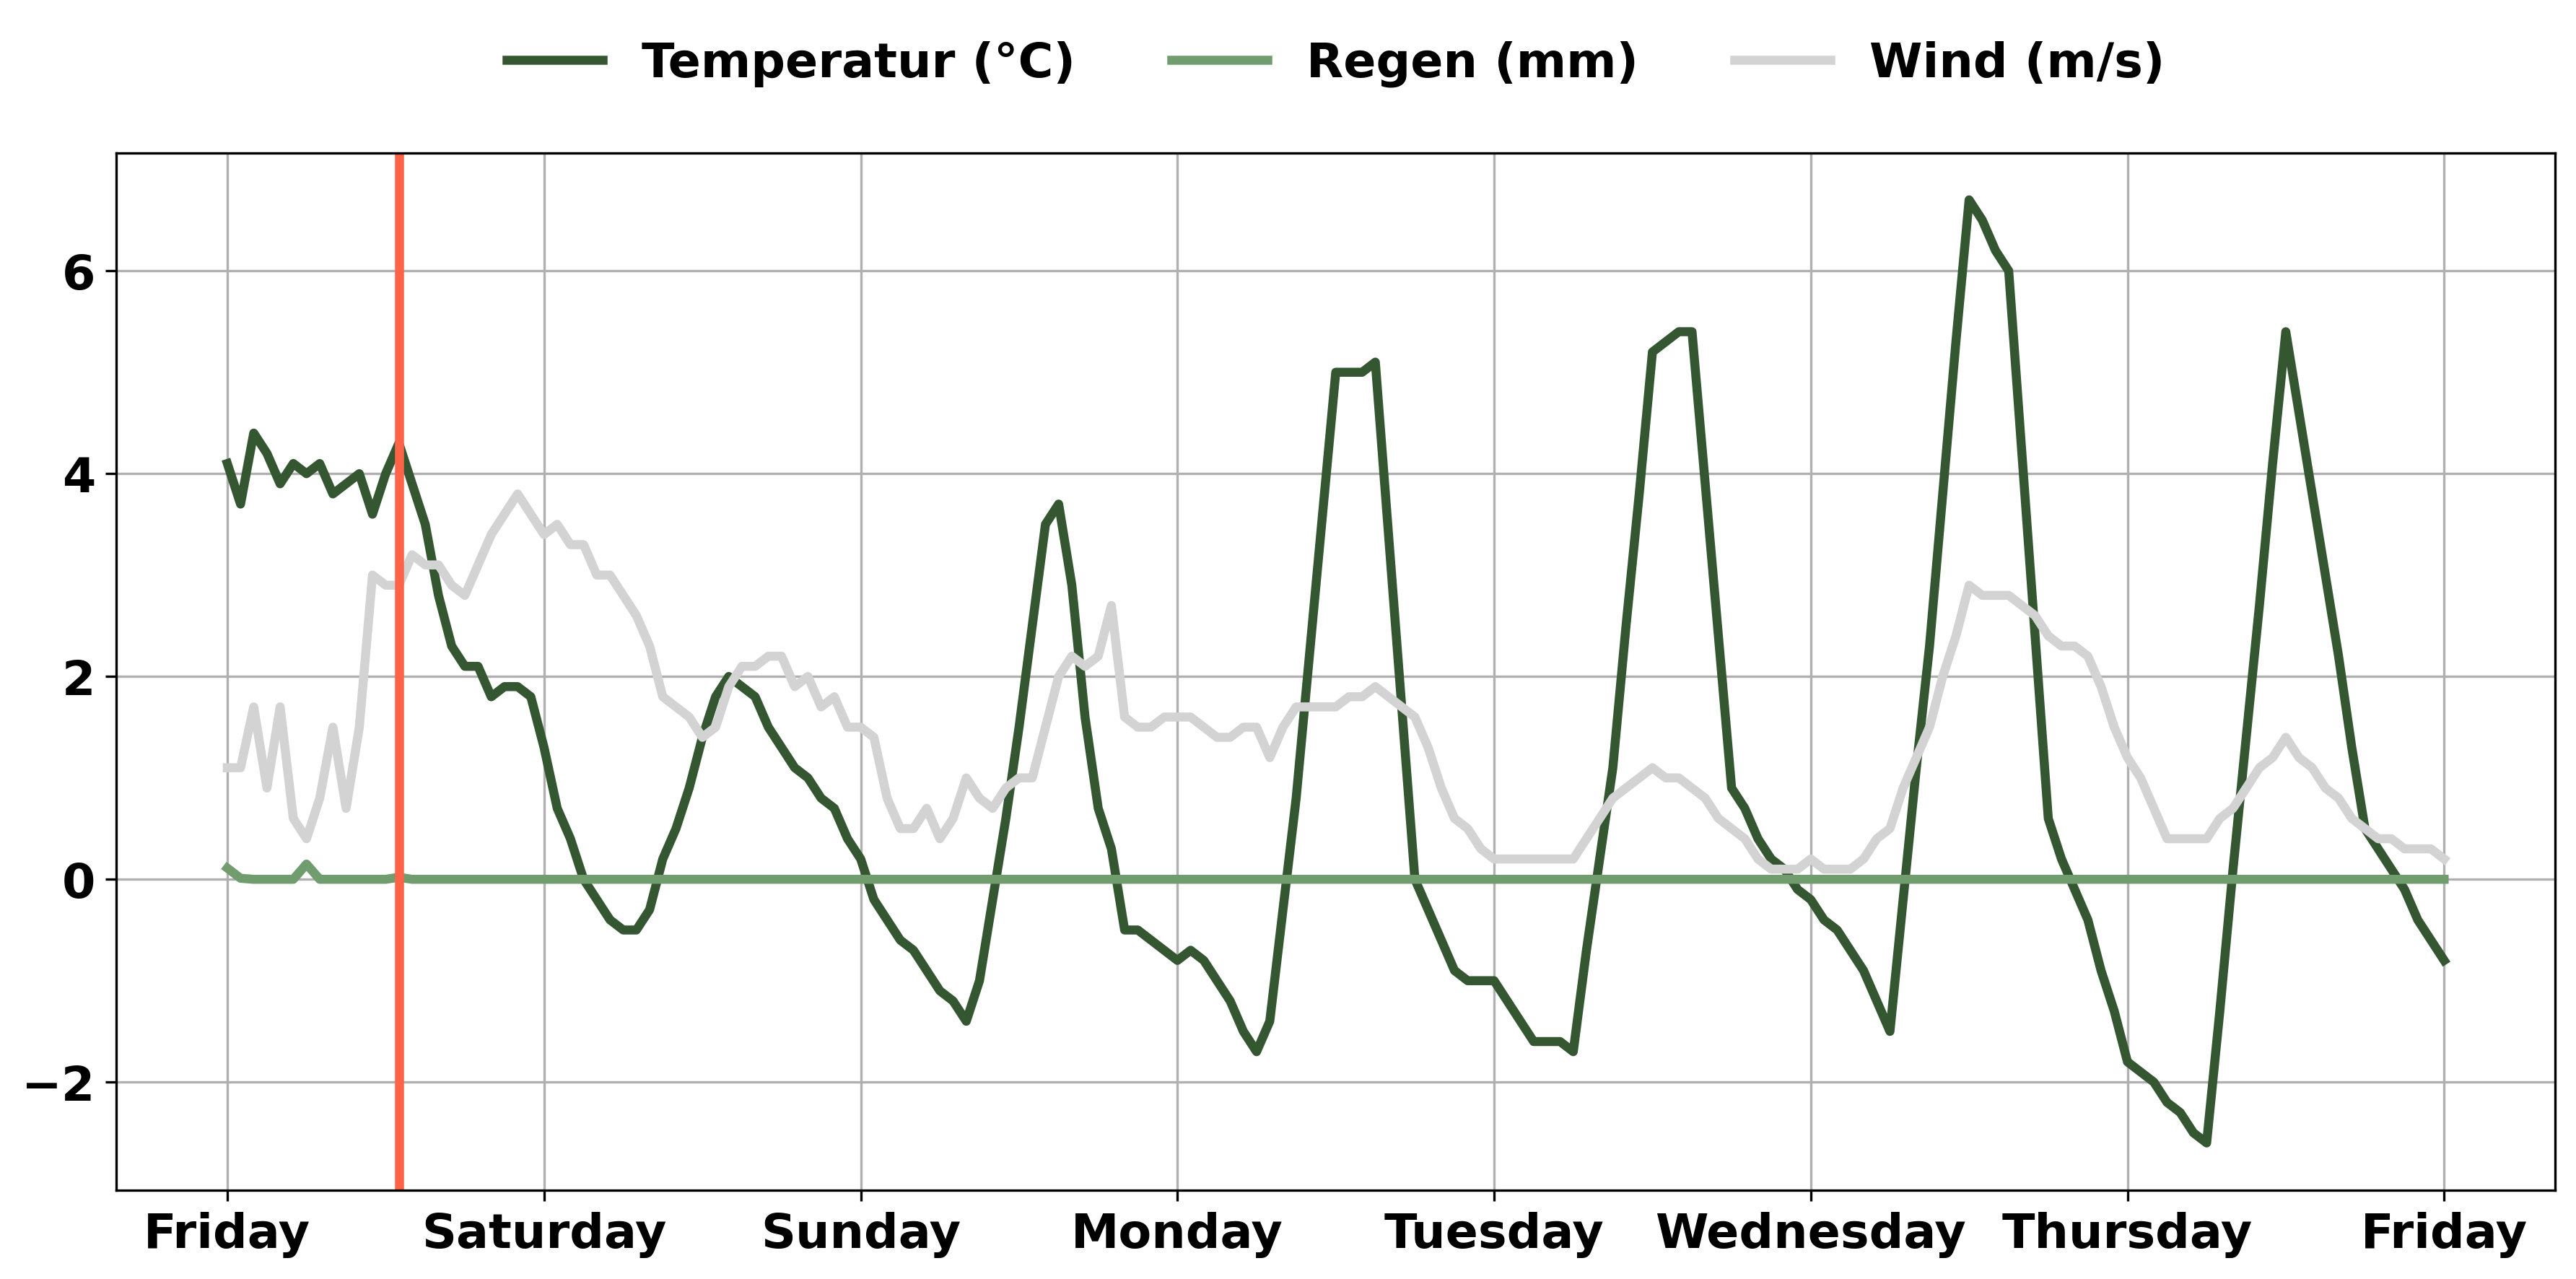 Temperatur (°C) Regen (mm) Wind (m/s)
6
4
2
0
−2
Friday Saturday Sunday Monday Tuesday Wednesday Thursday Friday